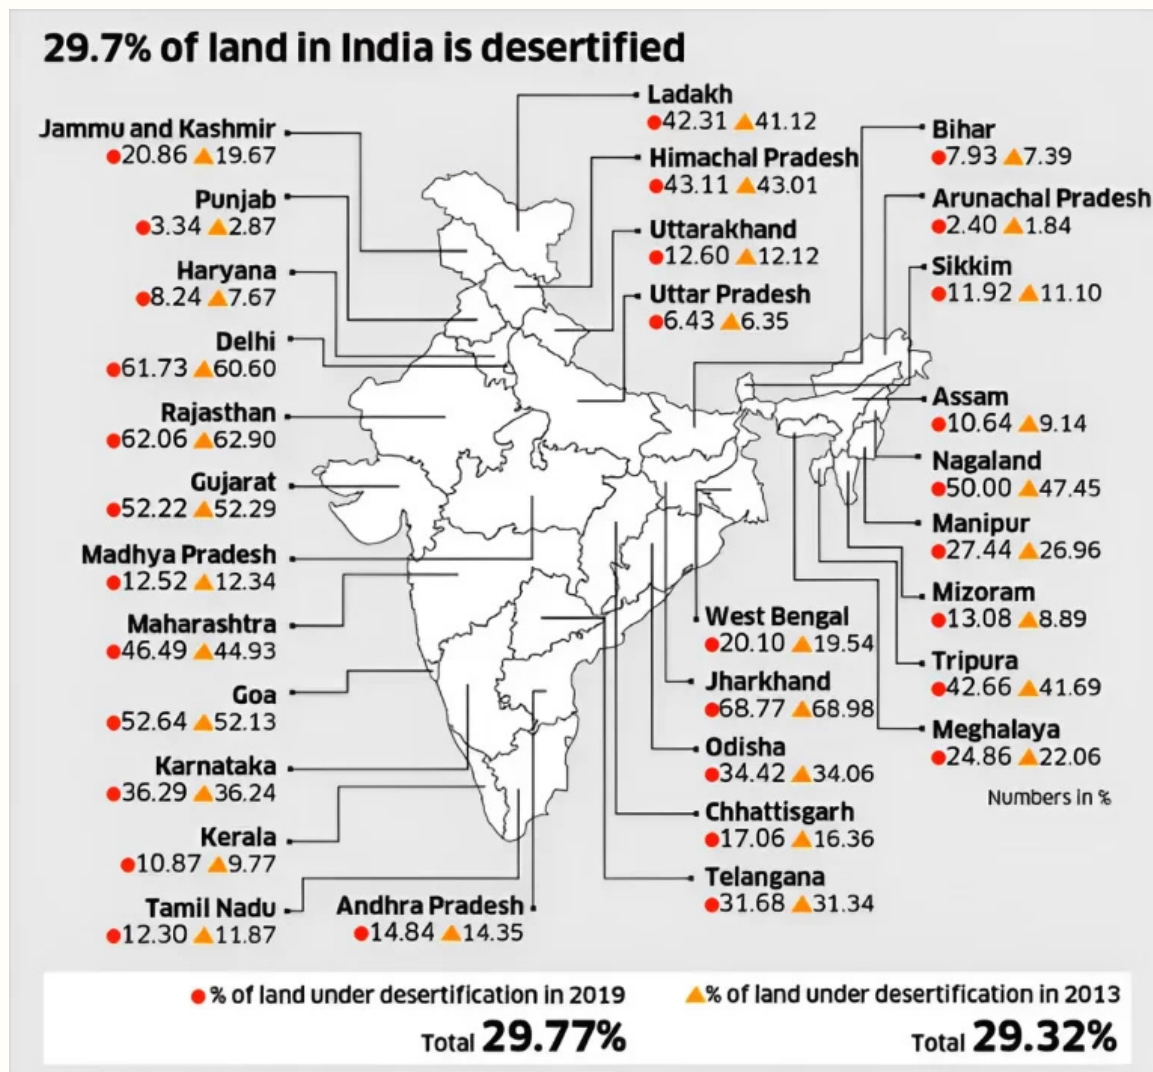 29.7% of land in India is desertified
Jammu and Kashmir
20.86 19.67
Punjab
3.34 2.87
Haryana
8.24 7.67
Delhi
61.73 60.60
Rajasthan
62.06 62.90
Gujarat
52.22 52.29
Madhya Pradesh
12.52 12.34
Maharashtra
46.49 44.93
Goa
52.64 52.13
Karnataka
36.29 36.24
Kerala
10.87 9.77
Tamil Nadu
12.30 11.87
Andhra Pradesh
14.84 14.35
Ladakh
42.31 41.12
Himachal Pradesh
43.11 43.01
Uttarakhand
12.60 12.12
Uttar Pradesh
6.43 6.35
West Bengal
20.10 19.54
Jharkhand
68.77 68.98
Odisha
34.42 34.06
Chhattisgarh
17.06 16.36
Telangana
31.68 31.34
Bihar
7.93 7.39
Arunachal Pradesh
2.40 1.84
Sikkim
11.92 11.10
Assam
10.64 9.14
Nagaland
50.00 47.45
Manipur
27.44 26.96
Mizoram
13.08 8.89
Tripura
42.66 41.69
Meghalaya
24.86 22.06
Numbers in %
% of land under desertification in 2019
Total 29.77%
% of land under desertification in 2013
Total 29.32%